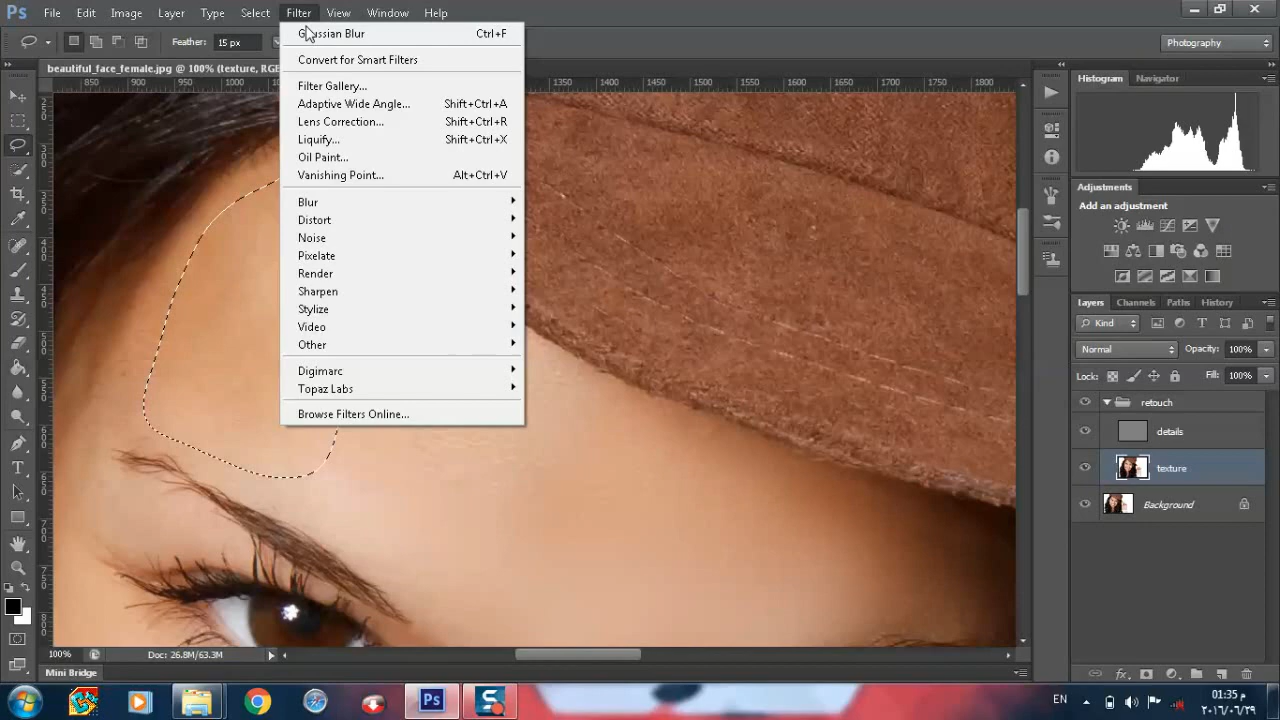 Ps File Edit Image Layer Type Select Filter View Window Help
Feather: 15 px
Photography
beautiful_face_female.jpg @ 100% (texture, RGB
850 900 950 1000 1350 1400 1450 1500 1550 1600 1650 1700 1750 1800
Gaussian Blur Ctrl+F
Convert for Smart Filters
Filter Gallery...
Adaptive Wide Angle... Shift+Ctrl+A
Lens Correction... Shift+Ctrl+R
Liquify... Shift+Ctrl+X
Oil Paint...
Vanishing Point... Alt+Ctrl+V
Blur
Distort
Noise
Pixelate
Render
Sharpen
Stylize
Video
Other
Digimarc
Topaz Labs
Browse Filters Online...
Histogram Navigator
Adjustments
Add an adjustment
Layers Channels Paths History
Kind
Normal Opacity: 100%
Lock: Fill: 100%
retouch
details
texture
Background
100% Doc: 26.8M/63.3M
Mini Bridge
Ps S
EN
01:35 م
٢٠١٦/٠٦/٢٩